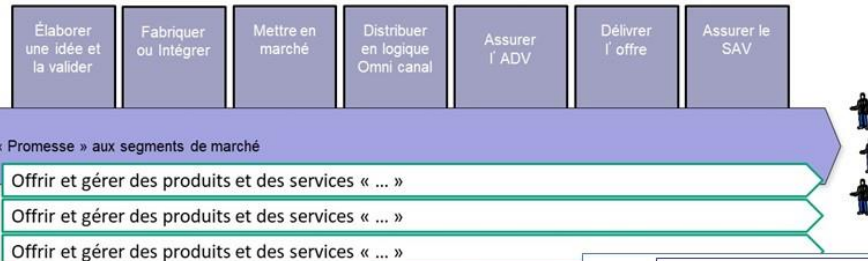 Élaborer
une idée et
la valider
Fabriquer
ou Intégrer
Mettre en
marché
Distribuer
en logique
Omni canal
Assurer
l´ ADV
Délivrer
l´ offre
Assurer le
SAV
« Promesse » aux segments de marché
Offrir et gérer des produits et des services « ... »
Offrir et gérer des produits et des services « ... »
Offrir et gérer des produits et des services « ... »